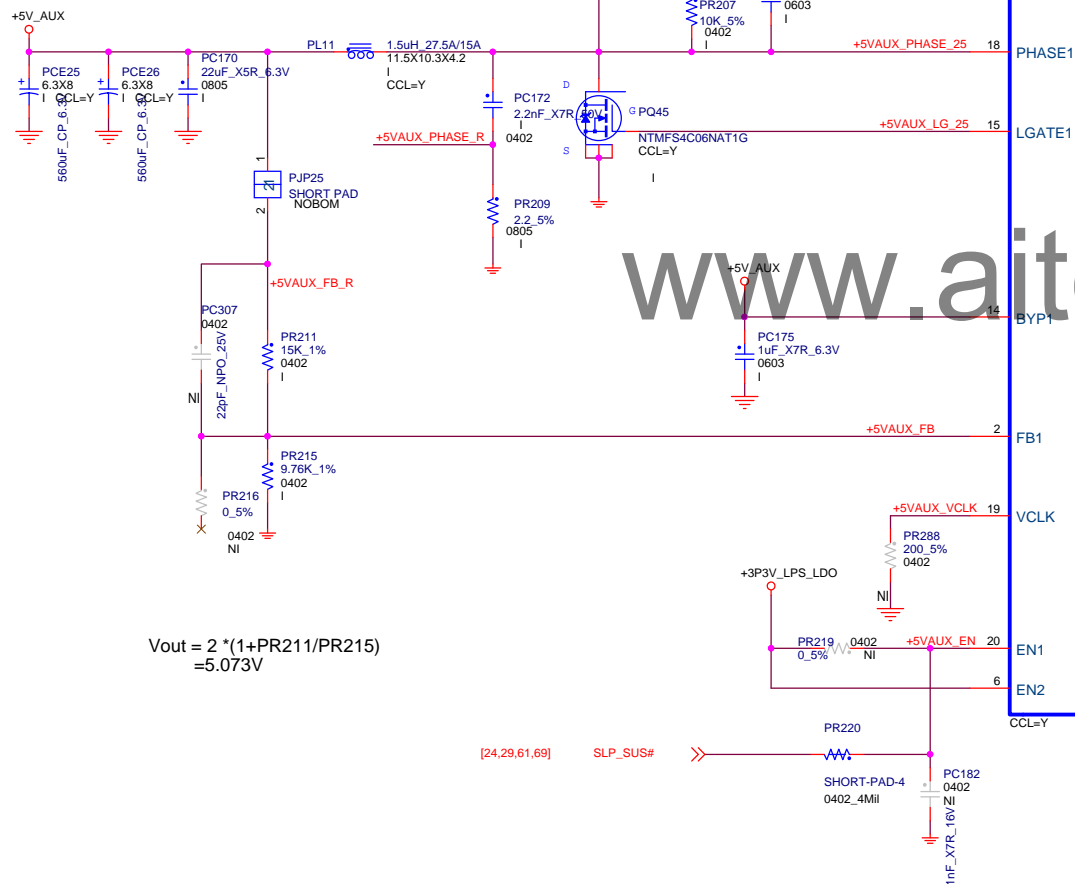 +5V_AUX
PCE25
6.3X8
I CCL=Y
560uF_CP_6.3V
PCE26
6.3X8
I CCL=Y
560uF_CP_6.3V
PC170
22uF_X5R_6.3V
0805
I
PL11
1.5uH_27.5A/15A
11.5X10.3X4.2
I
CCL=Y
PR207
10K_5%
0402
I
0603
I
+5VAUX_PHASE_25
18
PHASE1
PC172
2.2nF_X7R_50V
I
0402
+5VAUX_PHASE_R
D
G
S
PQ45
NTMFS4C06NAT1G
CCL=Y
I
+5VAUX_LG_25
15
LGATE1
1
PJP25
SHORT PAD
NOBOM
21
2
PR209
2.2_5%
0805
I
www.aite
+5V_AUX
14
BYP1
PC175
1uF_X7R_6.3V
0603
I
+5VAUX_FB_R
PC307
0402
22pF_NPO_25V
NI
PR211
15K_1%
0402
I
+5VAUX_FB
2
FB1
PR215
9.76K_1%
0402
I
PR216
0_5%
0402
NI
+5VAUX_VCLK
19
VCLK
PR288
200_5%
0402
NI
+3P3V_LPS_LDO
PR219
0_5%
0402
NI
+5VAUX_EN
20
EN1
6
EN2
CCL=Y
Vout = 2 *(1+PR211/PR215)
=5.073V
[24,29,61,69]
SLP_SUS#
PR220
SHORT-PAD-4
0402_4Mil
PC182
0402
NI
1nF_X7R_16V